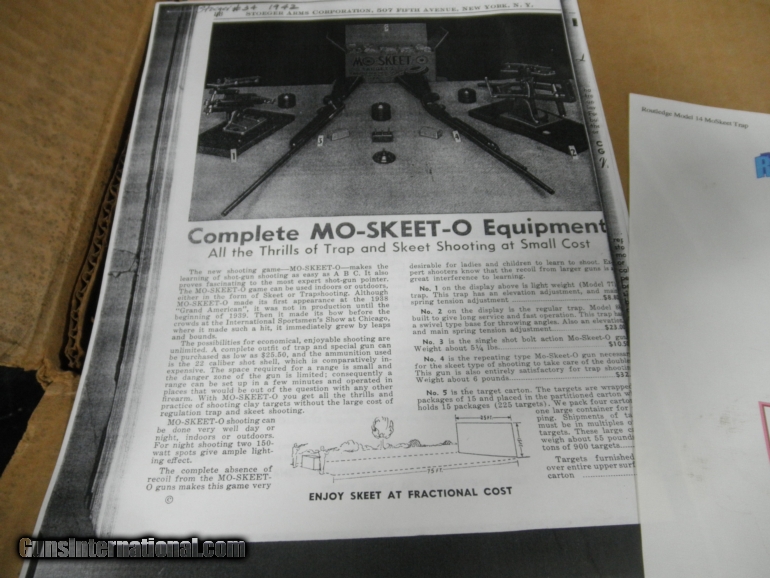 1942
STOEGER ARMS CORPORATION, 507 FIFTH AVENUE, NEW YORK, N. Y.
MO-SKEET-O
Complete MO-SKEET-O Equipment
All the Thrills of Trap and Skeet Shooting at Small Cost
The new shooting game—MO-SKEET-O—makes the
learning of shot-gun shooting as easy as A B C. It also
proves fascinating to the most expert shot-gun pointer.
The MO-SKEET-O game can be used indoors or outdoors,
either in the form of Skeet or Trapshooting. Although
MO-SKEET-O made its first appearance at the 1938
"Grand American", it was not in production until the
beginning of 1939. Then it made its bow before the
crowds at the International Sportsmen's Show at Chicago,
where it made such a hit, it immediately grew by leaps
and bounds.
The possibilities for economical, enjoyable shooting are
unlimited. A complete outfit of trap and special gun can
be purchased as low as $25.50, and the ammunition used
is the 22 caliber shot shell, which is comparatively in-
expensive. The space required for a range is small and
the danger zone of the gun is limited; consequently a
range can be set up in a few minutes and operated in
places that would be out of the question with any other
firearm. With MO-SKEET-O you get all the thrills and
practice of shooting clay targets without the large cost of
regulation trap and skeet shooting.
MO-SKEET-O shooting can
be done very well day or
night, indoors or outdoors.
For night shooting two 150-
watt spots give ample light-
ing effect.
The complete absence of
recoil from the MO-SKEET-
O guns makes this game very
©
desirable for ladies and children to learn to shoot.
pert shooters know that the recoil from larger guns
great interference to learning.
No. 1 on the display above is light weight (Model
trap. This trap has an elevation adjustment, and
spring tension adjustment
No. 2 on the display is the regular trap. Model
built to give long service and fast operation. This trap
a swivel type base for throwing angles. Also an
and main spring tension adjustment
No. 3 is the single shot bolt action Mo-Skeet-O
Weight about 5¾ lbs.
No. 4 is the repeating type Mo-Skeet-O gun necessary
for the skeet type of shooting to take care of the
This gun is also entirely satisfactory for trap
Weight about 6 pounds.
No. 5 is the target carton. The targets are wrapped
packages of 15 and placed in the partitioned carton
holds 15 packages (225 targets). We pack four
one large container for
ping. Shipments of
must be in multiples
targets. These large
weigh about 55 pounds
tons of 900 targets
Targets furnished
over entire upper
carton
75 FT.
ENJOY SKEET AT FRACTIONAL COST
Routledge Model 14 MoSkeet Trap
R
GunsInternational.com